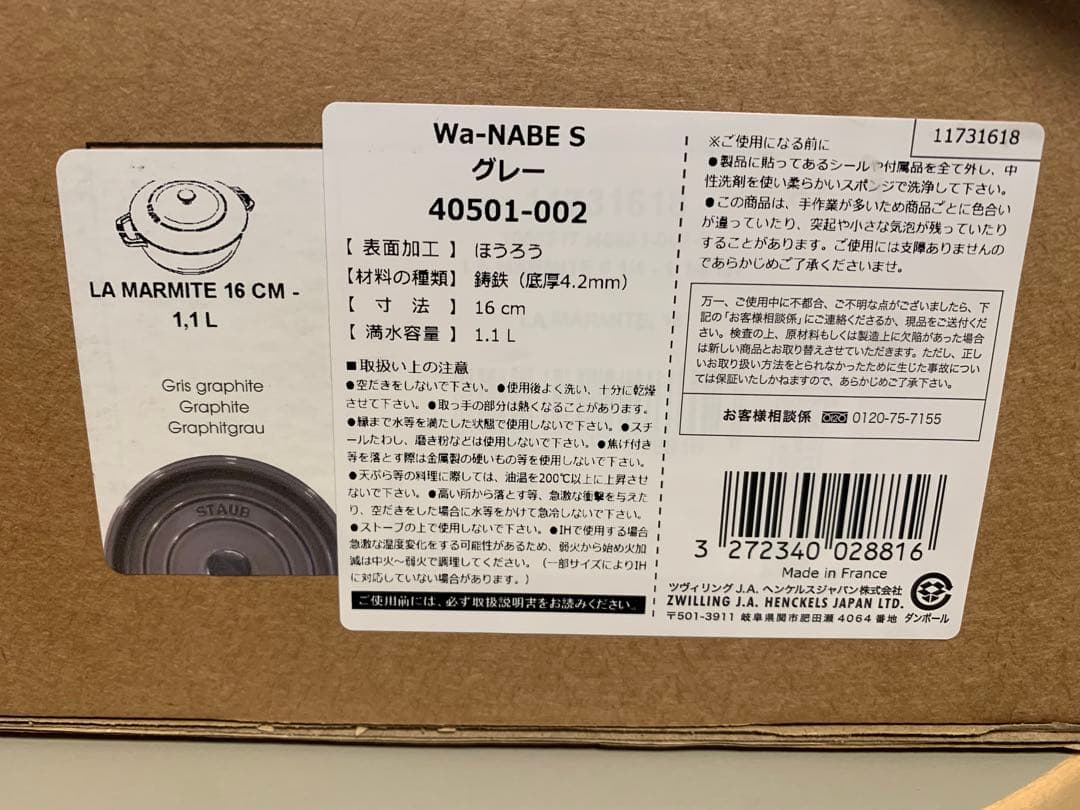 LA MARMITE 16 CM -
1,1 L
Gris graphite
Graphite
Graphitgrau
STAUB
Wa-NABE S
グレー
40501-002
【 表面加工 】 ほうろう
【材料の種類】 鋳鉄（底厚4.2mm）
【 寸 法 】 16 cm
【 満水容量 】 1.1 L
■取扱い上の注意
●空だきをしないで下さい。●使用後よく洗い、十分に乾燥
させて下さい。●取っ手の部分は熱くなることがあります。
●縁まで水等を満たした状態で使用しないで下さい。●スチ
ールたわし、磨き粉などは使用しないで下さい。●焦げ付き
等を落とす際は金属製の硬いもの等を使用しないで下さい。
●天ぷら等の料理に際しては、油温を200℃以上に上昇させ
ないで下さい。●高い所から落とす等、急激な衝撃を与えた
り、空だきをした場合に水等をかけて急冷しないで下さい。
●ストーブの上で使用しないで下さい。●IHで使用する場合
急激な温度変化をする可能性があるため、弱火から始め火加
減は中火～弱火で調理してください。（一部サイズによりIH
に対応していない場合があります。）
ご使用前には、必ず取扱説明書をお読みください。
11731618
※ご使用になる前に
●製品に貼ってあるシールや付属品を全て外し、中
性洗剤を使い柔らかいスポンジで洗浄して下さい。
●この商品は、手作業が多いため商品ごとに色合い
が違っていたり、突起や小さな気泡が残っていたり
することがあります。ご使用には支障ありませんの
であらかじめご了承くださいませ。
万一、ご使用中に不都合、ご不明な点がございましたら、下
記の「お客様相談係」にご連絡くださるか、現品をご送付くだ
さい。検査の上、原材料もしくは製造上に欠陥があった場合
は新しい商品とお取り替えさせていただきます。ただし、正し
いお取り扱い方法をとられなかったために生じた事故につい
ては保証いたしかねますので、あらかじめご了承下さい。
お客様相談係 0120-75-7155
3 272340 028816
Made in France
ツヴィリング J.A. ヘンケルスジャパン株式会社
ZWILLING J.A. HENCKELS JAPAN LTD.
〒501-3911 岐阜県関市肥田瀬 4064 番地
ダンボール